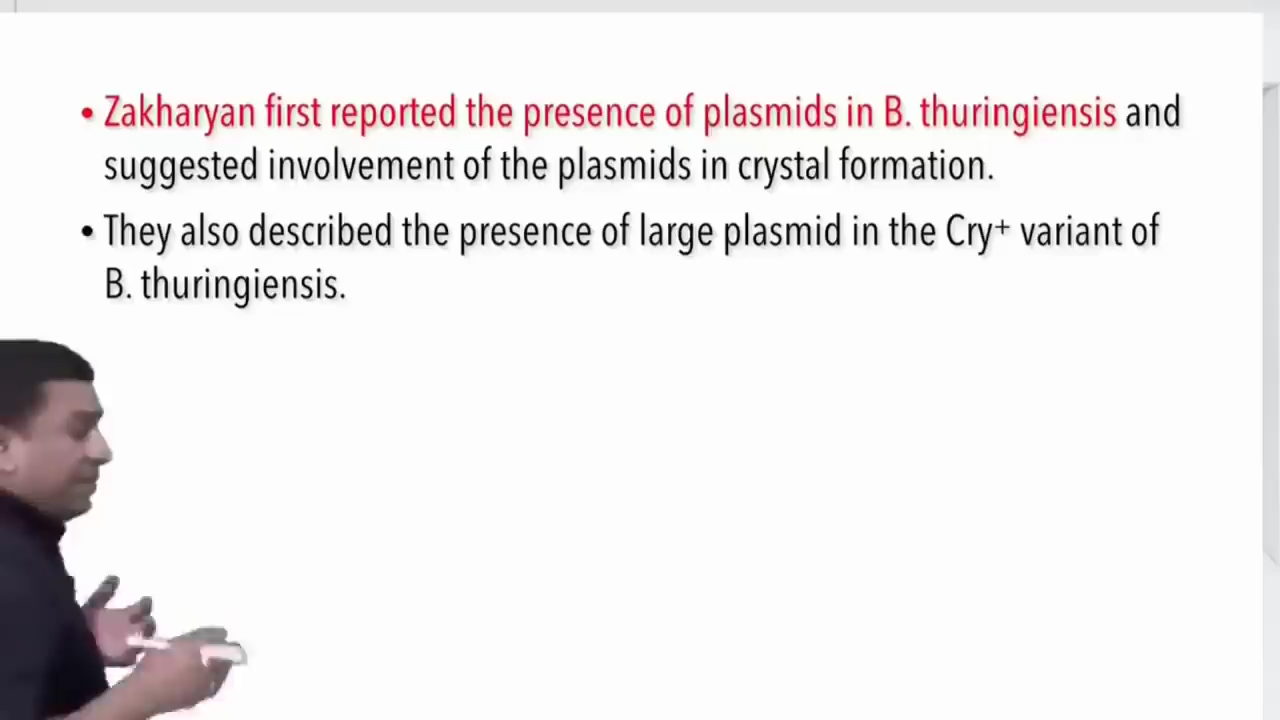 • Zakharyan first reported the presence of plasmids in B. thuringiensis and
suggested involvement of the plasmids in crystal formation.
• They also described the presence of large plasmid in the Cry⁺ variant of
B. thuringiensis.